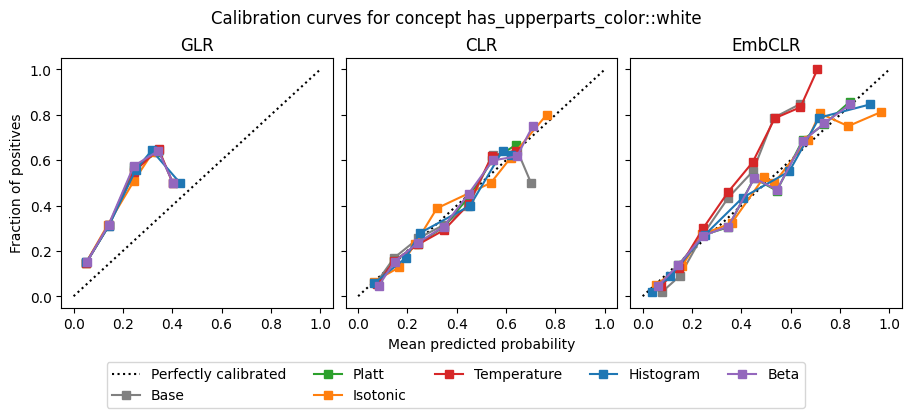 Calibration curves for concept has_upperparts_color::white
GLR
CLR
EmbCLR
Fraction of positives
1.0
0.8
0.6
0.4
0.2
0.0
0.0 0.2 0.4 0.6 0.8 1.0
0.0 0.2 0.4 0.6 0.8 1.0
0.0 0.2 0.4 0.6 0.8 1.0
Mean predicted probability
Perfectly calibrated
Base
Platt
Isotonic
Temperature
Histogram
Beta